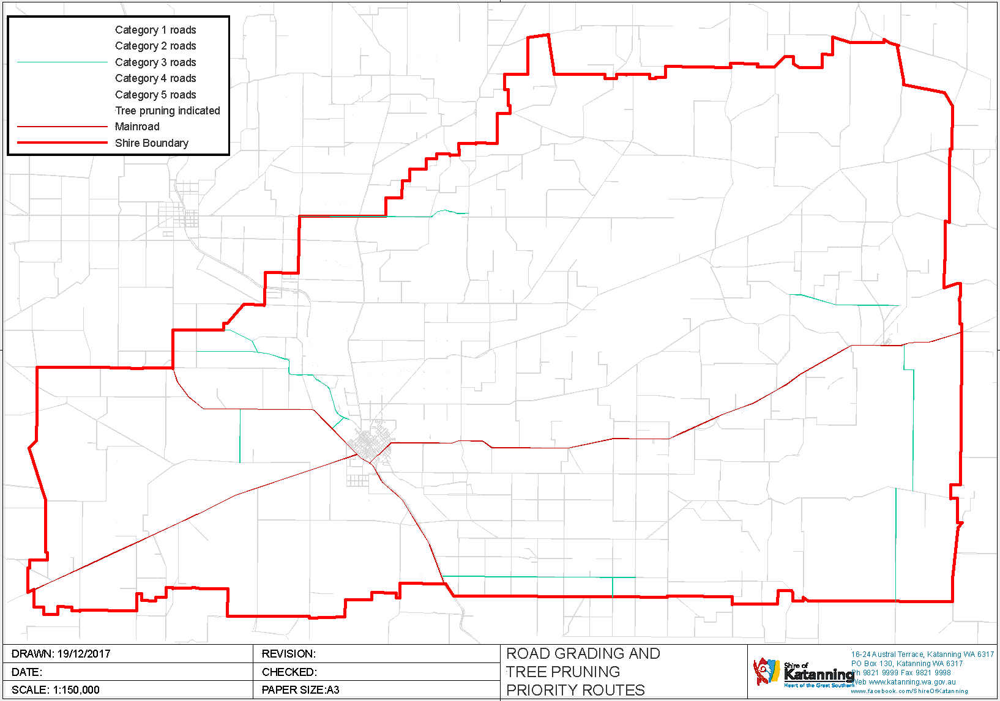 Category 1 roads
Category 2 roads
Category 3 roads
Category 4 roads
Category 5 roads
Tree pruning indicated
Mainroad
Shire Boundary
DRAWN: 19/12/2017
DATE:
SCALE: 1:150,000
REVISION:
CHECKED:
PAPER SIZE:A3
ROAD GRADING AND
TREE PRUNING
PRIORITY ROUTES
Shire of
Katanning
Heart of the Great Southern
16-24 Austral Terrace, Katanning WA 6317
PO Box 130, Katanning WA 6317
Ph 9821 9999 Fax 9821 9998
Web www.katanning.wa.gov.au
www.facebook.com/ShireOfKatanning